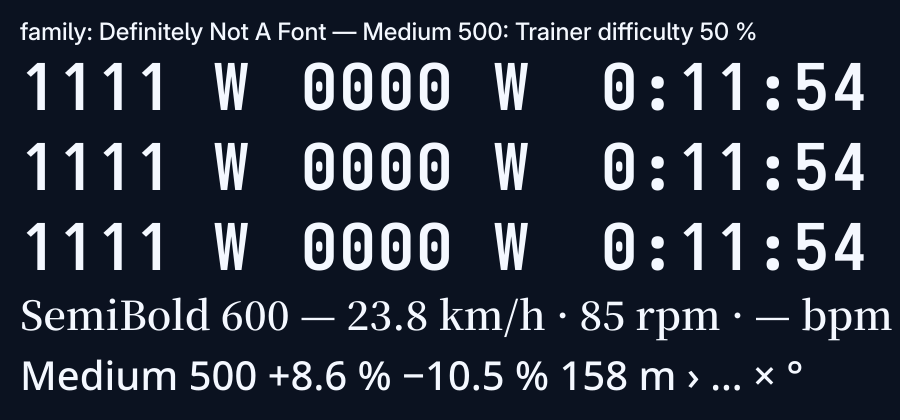 family: Definitely Not A Font — Medium 500: Trainer difficulty 50 %
1111 W 0000 W 0:11:54
1111 W 0000 W 0:11:54
1111 W 0000 W 0:11:54
SemiBold 600 — 23.8 km/h · 85 rpm · — bpm
Medium 500 +8.6 % −10.5 % 158 m › … × °